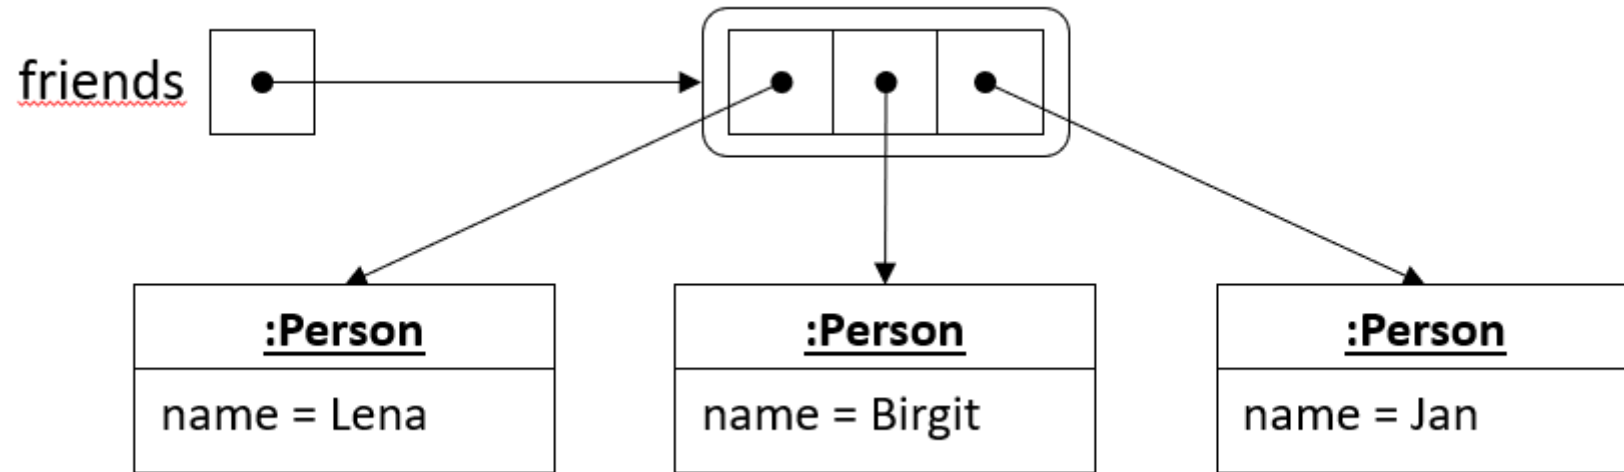 friends
:Person
:Person
:Person
name = Lena
name = Birgit
name = Jan